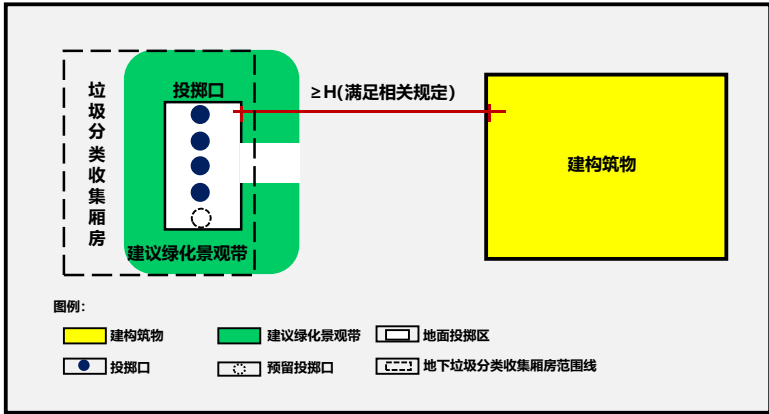 垃圾分类收集厢房
投掷口
≥H(满足相关规定)
建构筑物
建议绿化景观带
图例：
建构筑物
建议绿化景观带
地面投掷区
投掷口
预留投掷口
地下垃圾分类收集厢房范围线